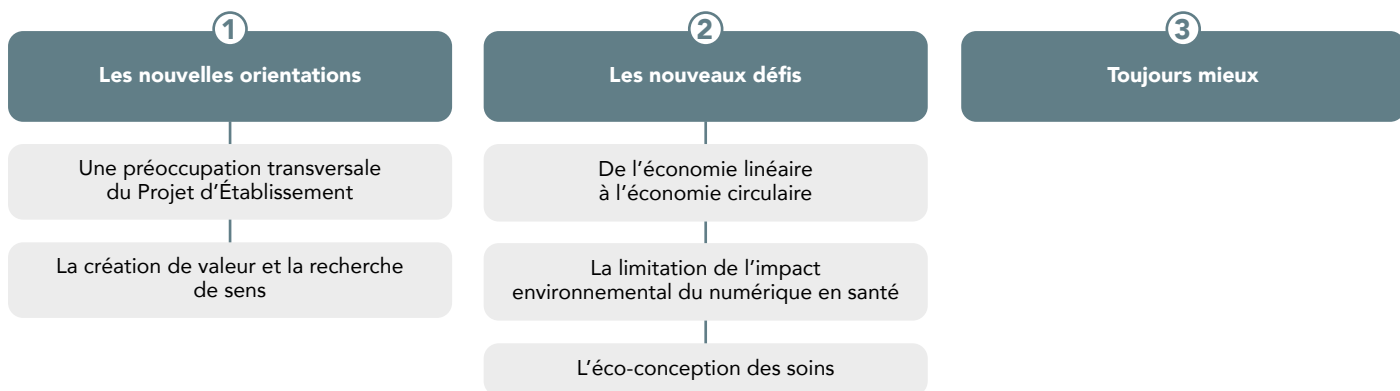 1
Les nouvelles orientations
Une préoccupation transversale
du Projet d'Établissement
La création de valeur et la recherche
de sens
2
Les nouveaux défis
De l'économie linéaire
à l'économie circulaire
La limitation de l'impact
environnemental du numérique en santé
L'éco-conception des soins
3
Toujours mieux